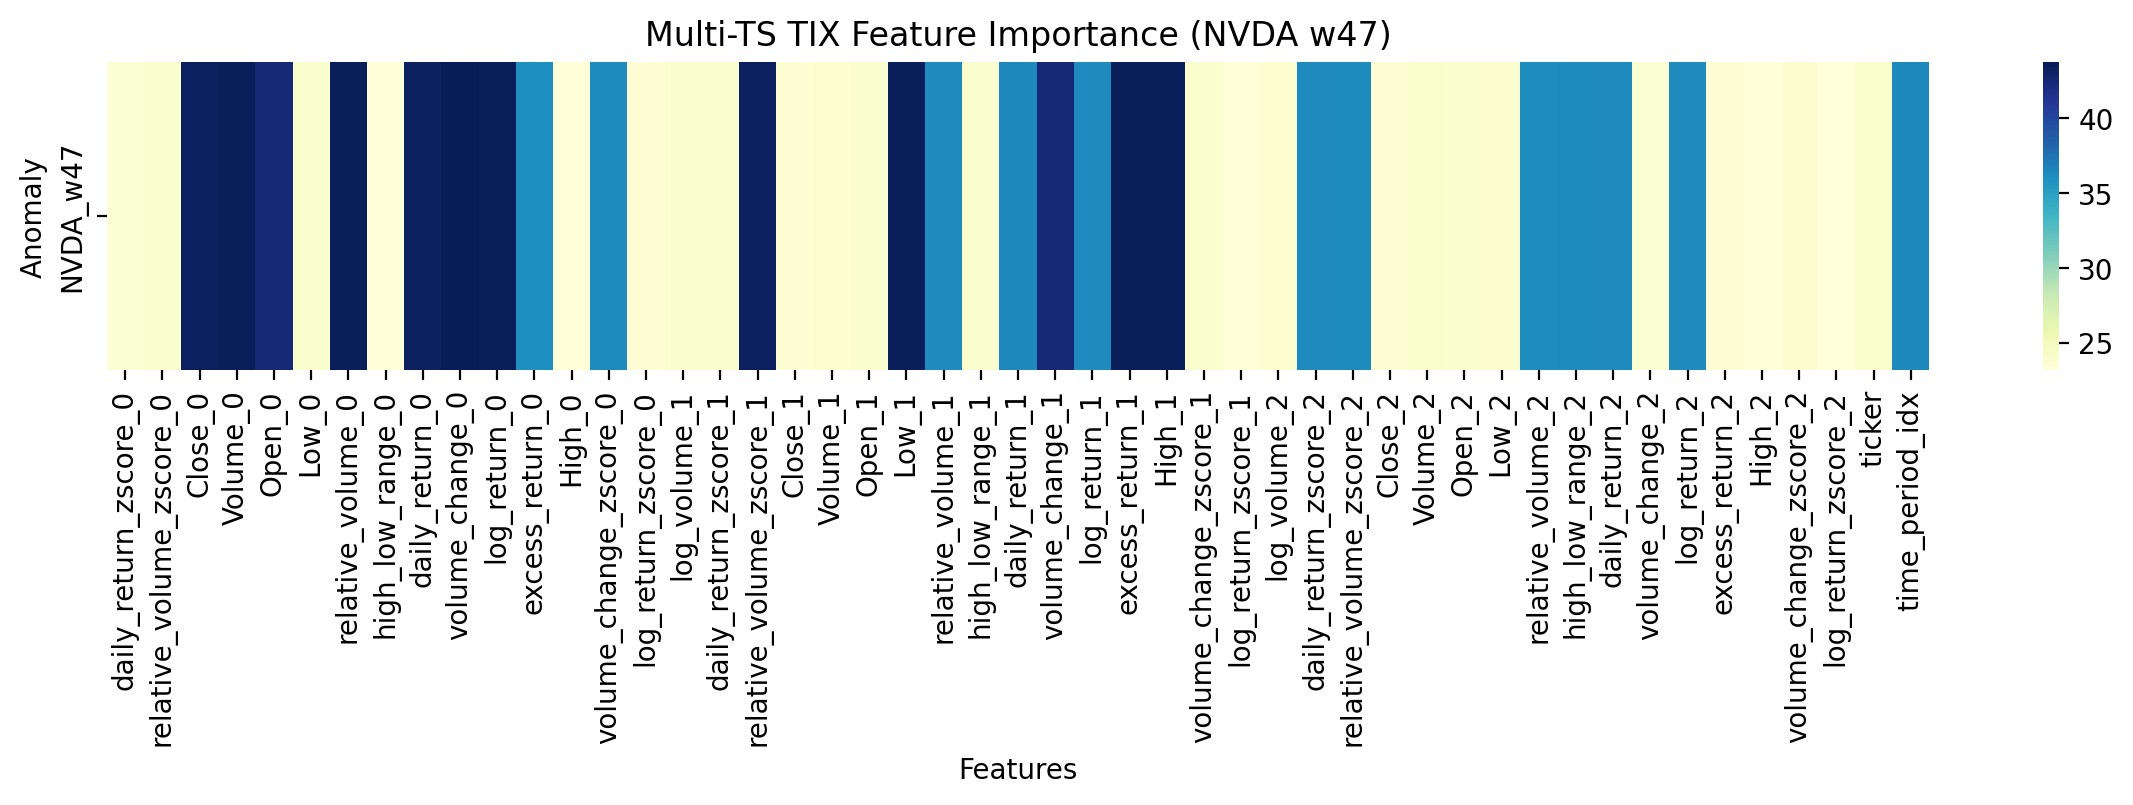 Multi-TS TIX Feature Importance (NVDA w47)
Anomaly
NVDA_w47
40
35
30
25
daily_return_zscore_0
relative_volume_zscore_0
Close_0
Volume_0
Open_0
Low_0
relative_volume_0
high_low_range_0
daily_return_0
volume_change_0
log_return_0
excess_return_0
High_0
volume_change_zscore_0
log_return_zscore_0
log_volume_1
daily_return_zscore_1
relative_volume_zscore_1
Close_1
Volume_1
Open_1
Low_1
relative_volume_1
high_low_range_1
daily_return_1
volume_change_1
log_return_1
excess_return_1
High_1
volume_change_zscore_1
log_return_zscore_1
log_volume_2
daily_return_zscore_2
relative_volume_zscore_2
Close_2
Volume_2
Open_2
Low_2
relative_volume_2
high_low_range_2
daily_return_2
volume_change_2
log_return_2
excess_return_2
High_2
volume_change_zscore_2
log_return_zscore_2
ticker
time_period_idx
Features